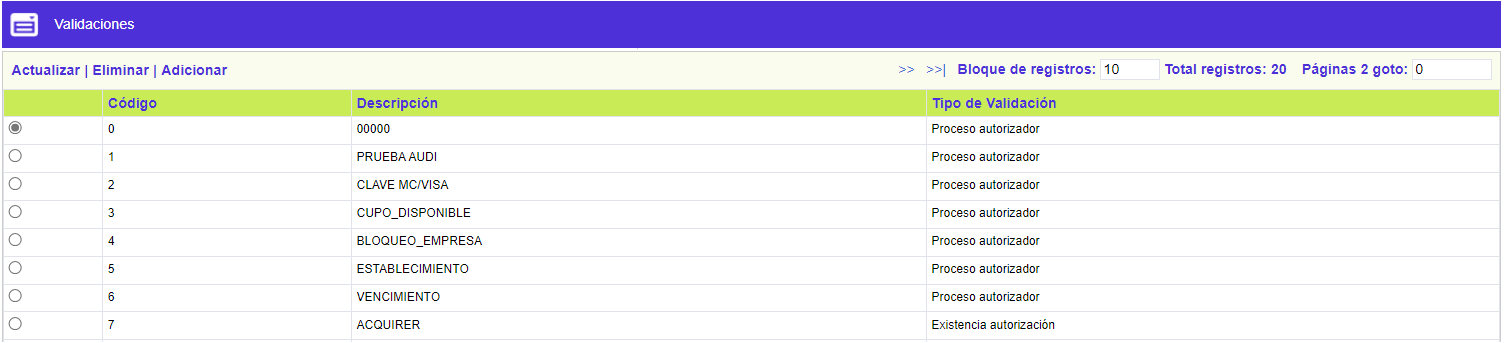 Validaciones
Actualizar | Eliminar | Adicionar >> >>| Bloque de registros: 10 Total registros: 20 Páginas 2 goto: 0
Código Descripción Tipo de Validación
0 00000 Proceso autorizador
1 PRUEBA AUDI Proceso autorizador
2 CLAVE MC/VISA Proceso autorizador
3 CUPO_DISPONIBLE Proceso autorizador
4 BLOQUEO_EMPRESA Proceso autorizador
5 ESTABLECIMIENTO Proceso autorizador
6 VENCIMIENTO Proceso autorizador
7 ACQUIRER Existencia autorización